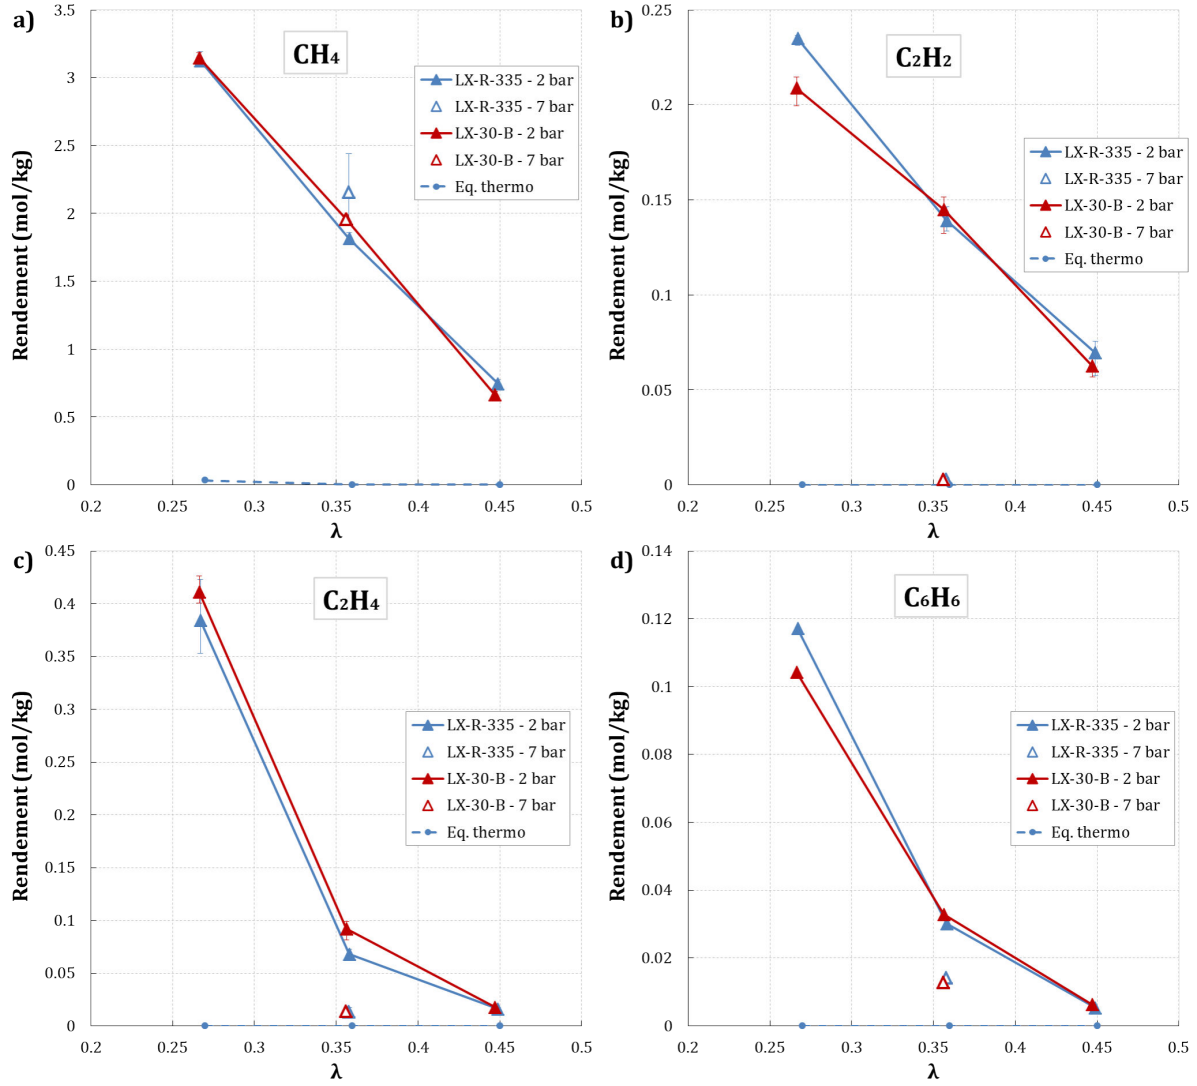 a)
CH₄
Rendement (mol/kg)
3.5
3
2.5
2
1.5
1
0.5
0
0.2
0.25
0.3
0.35
0.4
0.45
0.5
λ
LX-R-335 - 2 bar
LX-R-335 - 7 bar
LX-30-B - 2 bar
LX-30-B - 7 bar
Eq. thermo
b)
C₂H₂
Rendement (mol/kg)
0.25
0.2
0.15
0.1
0.05
0
0.2
0.25
0.3
0.35
0.4
0.45
0.5
λ
LX-R-335 - 2 bar
LX-R-335 - 7 bar
LX-30-B - 2 bar
LX-30-B - 7 bar
Eq. thermo
c)
C₂H₄
Rendement (mol/kg)
0.45
0.4
0.35
0.3
0.25
0.2
0.15
0.1
0.05
0
0.2
0.25
0.3
0.35
0.4
0.45
0.5
λ
LX-R-335 - 2 bar
LX-R-335 - 7 bar
LX-30-B - 2 bar
LX-30-B - 7 bar
Eq. thermo
d)
C₆H₆
Rendement (mol/kg)
0.14
0.12
0.1
0.08
0.06
0.04
0.02
0
0.2
0.25
0.3
0.35
0.4
0.45
0.5
λ
LX-R-335 - 2 bar
LX-R-335 - 7 bar
LX-30-B - 2 bar
LX-30-B - 7 bar
Eq. thermo